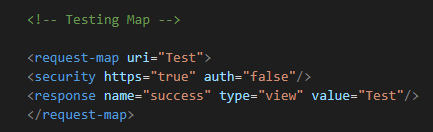 <!-- Testing Map -->
<request-map uri="Test">
<security https="true" auth="false"/>
<response name="success" type="view" value="Test"/>
</request-map>